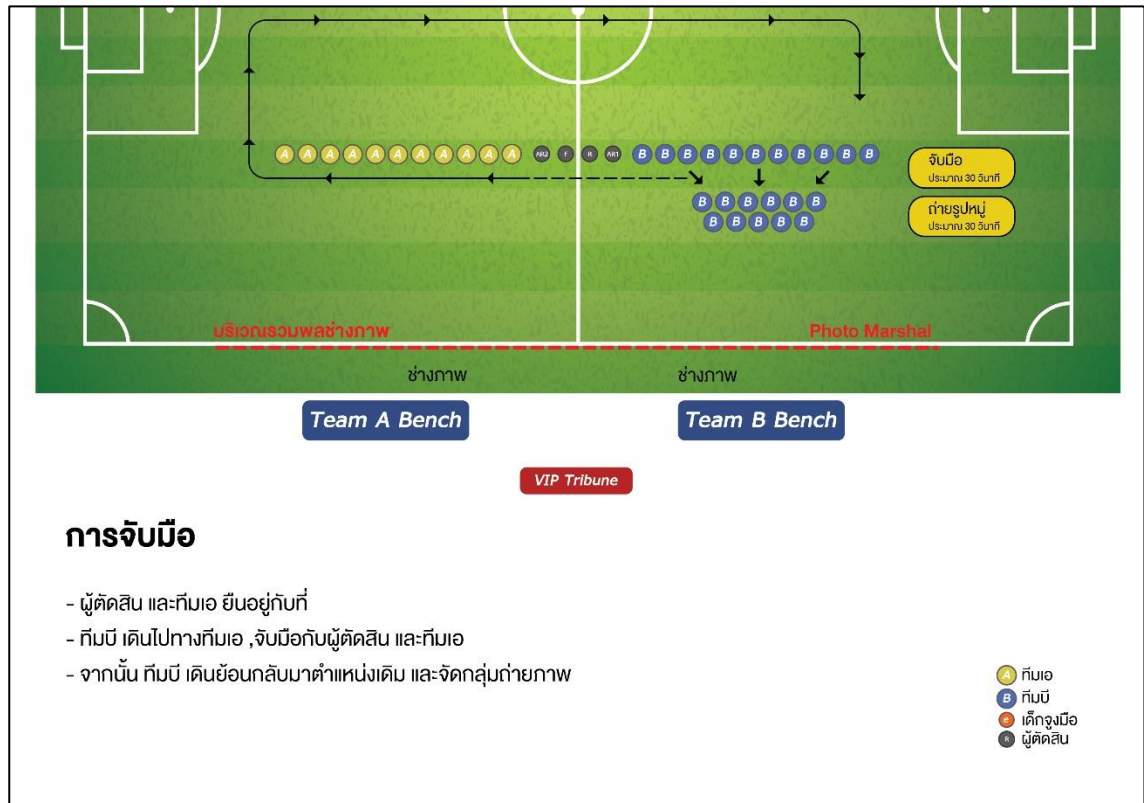 A A A A A A A A A A A AR2 F R AR1 B B B B B B B B B B B
B B B B B B
B B B B B
จับมือ
ประมาณ 30 วินาที
ถ่ายรูปหมู่
ประมาณ 30 วินาที
บริเวณรวมพลช่างภาพ Photo Marshal
ช่างภาพ ช่างภาพ
Team A Bench Team B Bench
VIP Tribune
การจับมือ
- ผู้ตัดสิน และทีมเอ ยืนอยู่กับที่
- ทีมบี เดินไปทางทีมเอ ,จับมือกับผู้ตัดสิน และทีมเอ
- จากนั้น ทีมบี เดินย้อนกลับมาตำแหน่งเดิม และจัดกลุ่มถ่ายภาพ
A ทีมเอ
B ทีมบี
e เด็กจูงมือ
R ผู้ตัดสิน